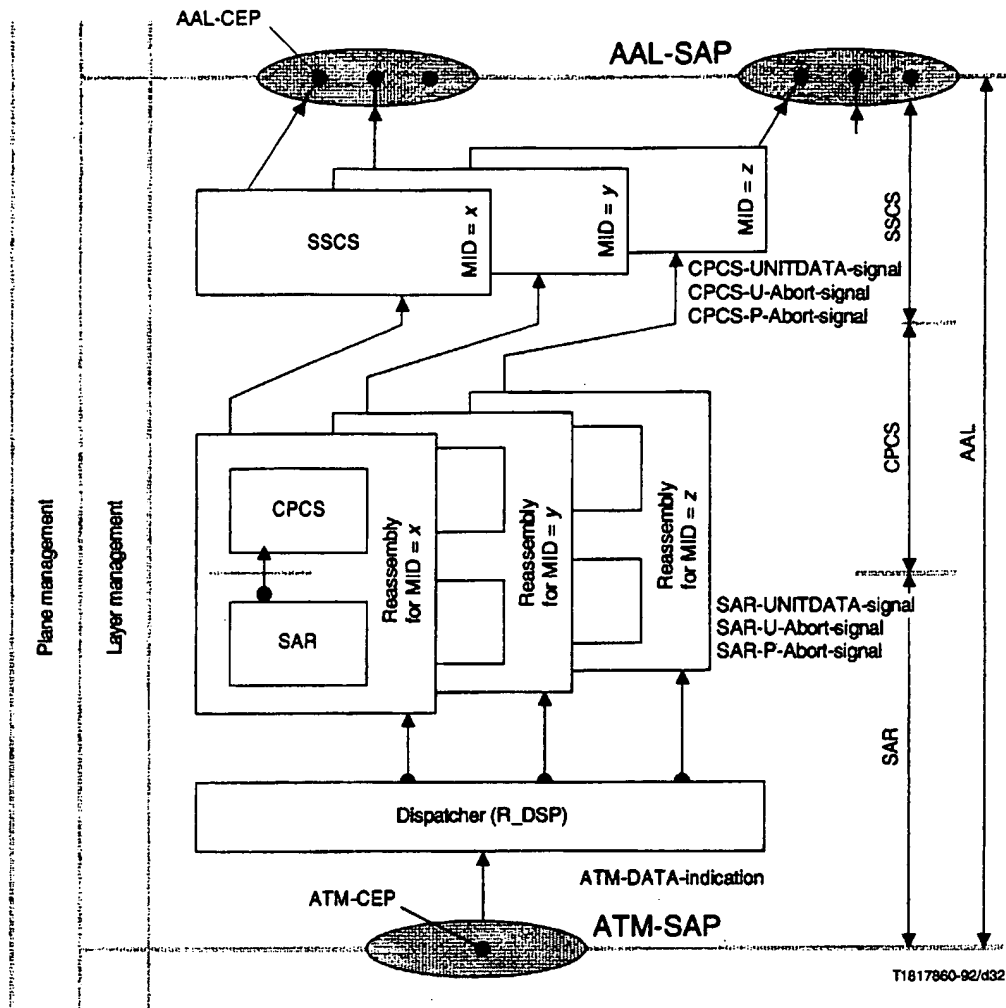 AAL-CEP
AAL-SAP
MID = z
MID = y
MID = x
SSCS
SSCS
CPCS-UNITDATA-signal
CPCS-U-Abort-signal
CPCS-P-Abort-signal
CPCS
AAL
CPCS
Reassembly
for MID = x
Reassembly
for MID = y
Reassembly
for MID = z
SAR
SAR-UNITDATA-signal
SAR-U-Abort-signal
SAR-P-Abort-signal
Plane management
Layer management
SAR
Dispatcher (R_DSP)
ATM-DATA-indication
ATM-CEP
ATM-SAP
T1817860-92/d32